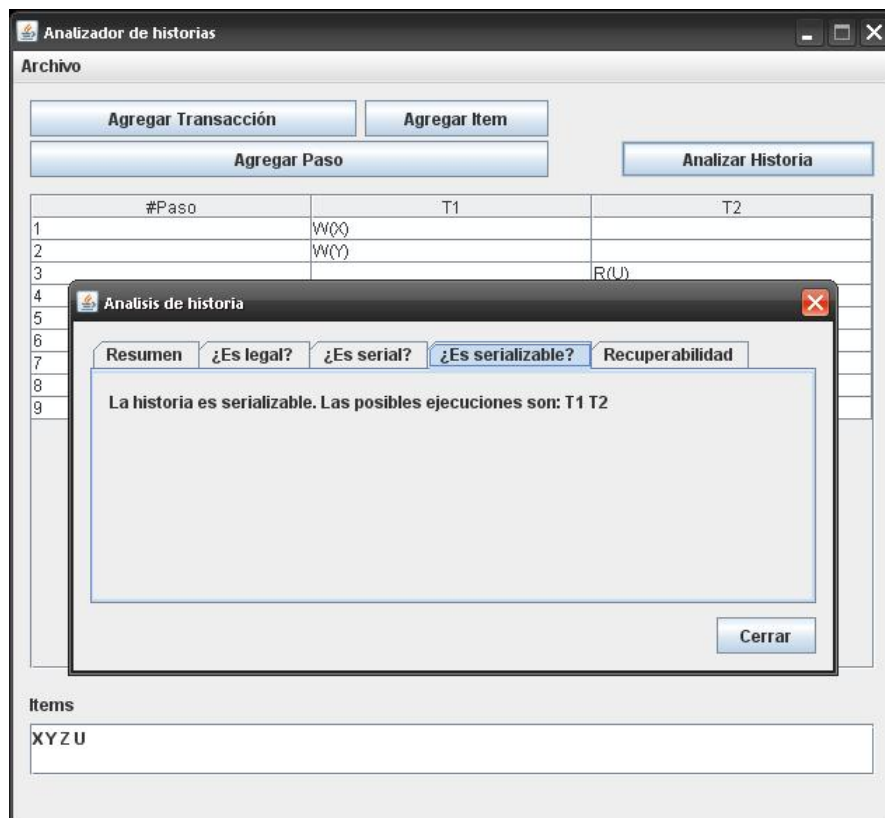 Analizador de historias
Archivo
Agregar Transacción Agregar Item
Agregar Paso Analizar Historia
#Paso T1 T2
1 W(X)
2 W(Y)
3 R(U)
4
5
6
7
8
9
Analisis de historia
Resumen ¿Es legal? ¿Es serial? ¿Es serializable? Recuperabilidad
La historia es serializable. Las posibles ejecuciones son: T1 T2
Cerrar
Items
X Y Z U